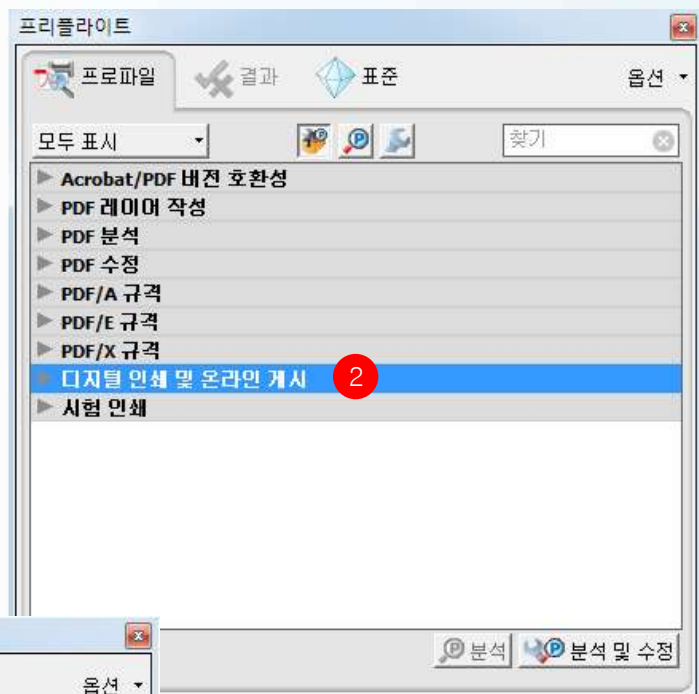 프리플라이트
프로파일 결과 표준 옵션
모두 표시 찾기
Acrobat/PDF 버전 호환성
PDF 레이어 작성
PDF 분석
PDF 수정
PDF/A 규격
PDF/E 규격
PDF/X 규격
디지털 인쇄 및 온라인 게시 2
시험 인쇄
분석 분석 및 수정
옵션